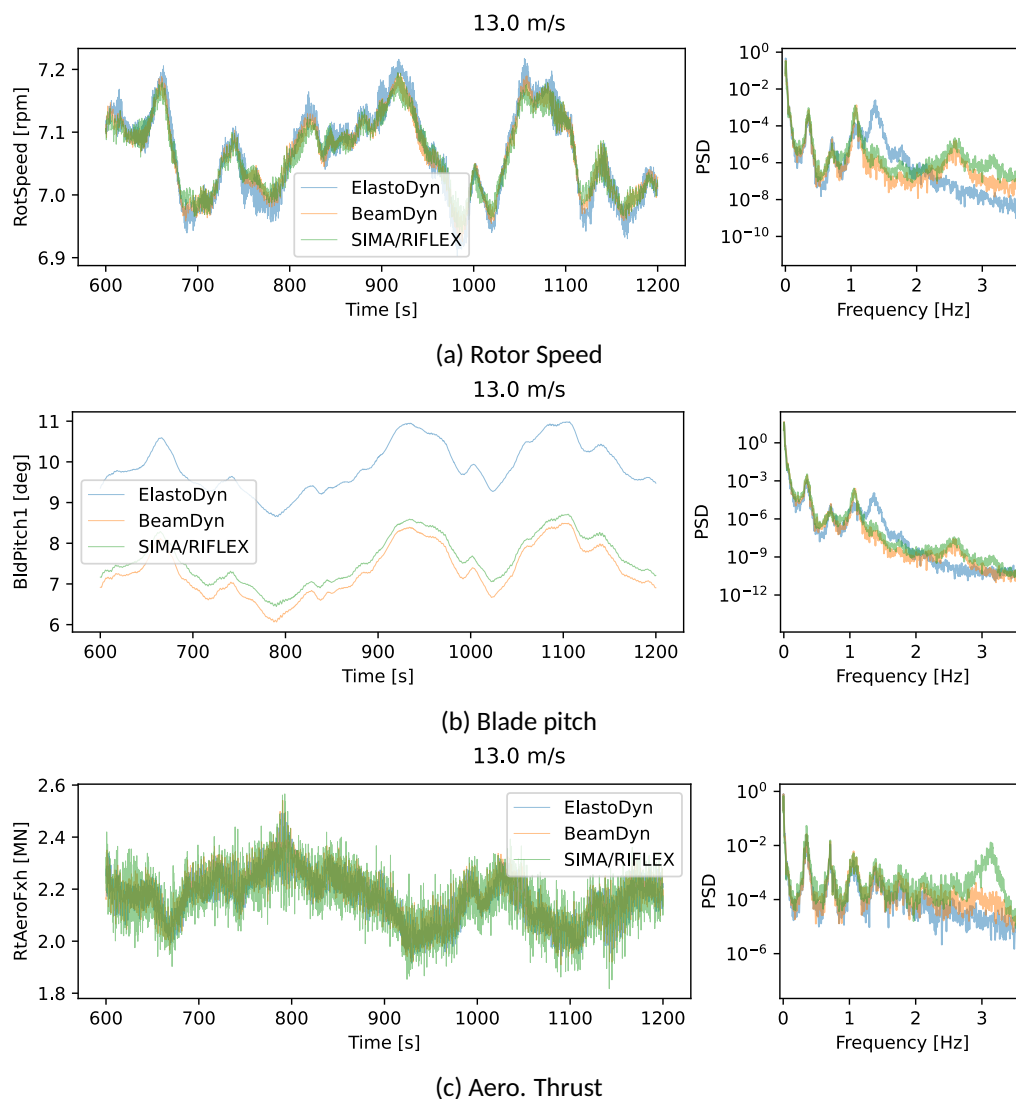 13.0 m/s
RotSpeed [rpm]
7.2
7.1
7.0
6.9
ElastoDyn
BeamDyn
SIMA/RIFLEX
600 700 800 900 1000 1100 1200
Time [s]
PSD
10^0
10^-2
10^-4
10^-6
10^-8
10^-10
0 1 2 3
Frequency [Hz]
(a) Rotor Speed
13.0 m/s
BldPitch1 [deg]
11
10
9
8
7
6
ElastoDyn
BeamDyn
SIMA/RIFLEX
600 700 800 900 1000 1100 1200
Time [s]
PSD
10^0
10^-3
10^-6
10^-9
10^-12
0 1 2 3
Frequency [Hz]
(b) Blade pitch
13.0 m/s
RtAeroFxh [MN]
2.6
2.4
2.2
2.0
1.8
ElastoDyn
BeamDyn
SIMA/RIFLEX
600 700 800 900 1000 1100 1200
Time [s]
PSD
10^0
10^-2
10^-4
10^-6
0 1 2 3
Frequency [Hz]
(c) Aero. Thrust